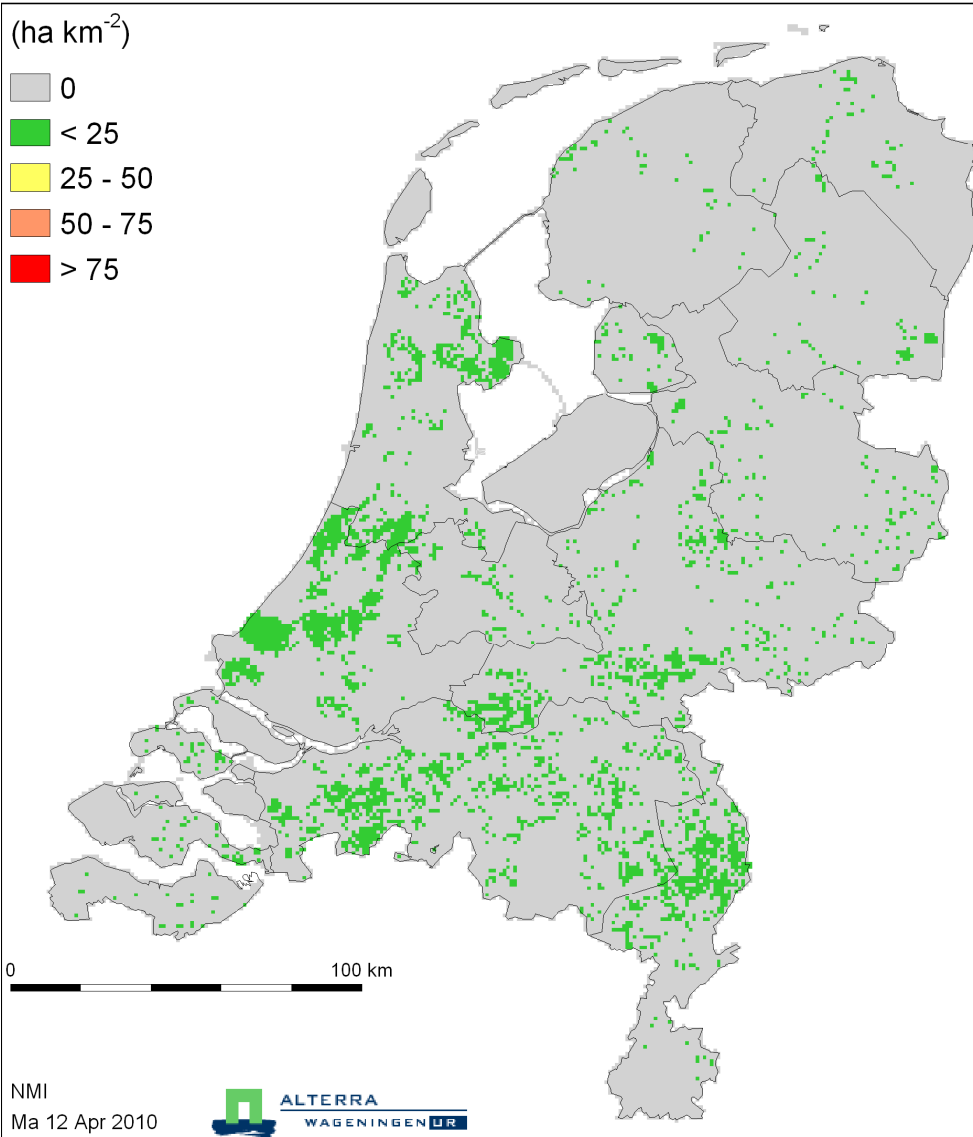 (ha km-2)
0
< 25
25 - 50
50 - 75
> 75
0 100 km
NMI
Ma 12 Apr 2010
ALTERRA
WAGENINGEN UR